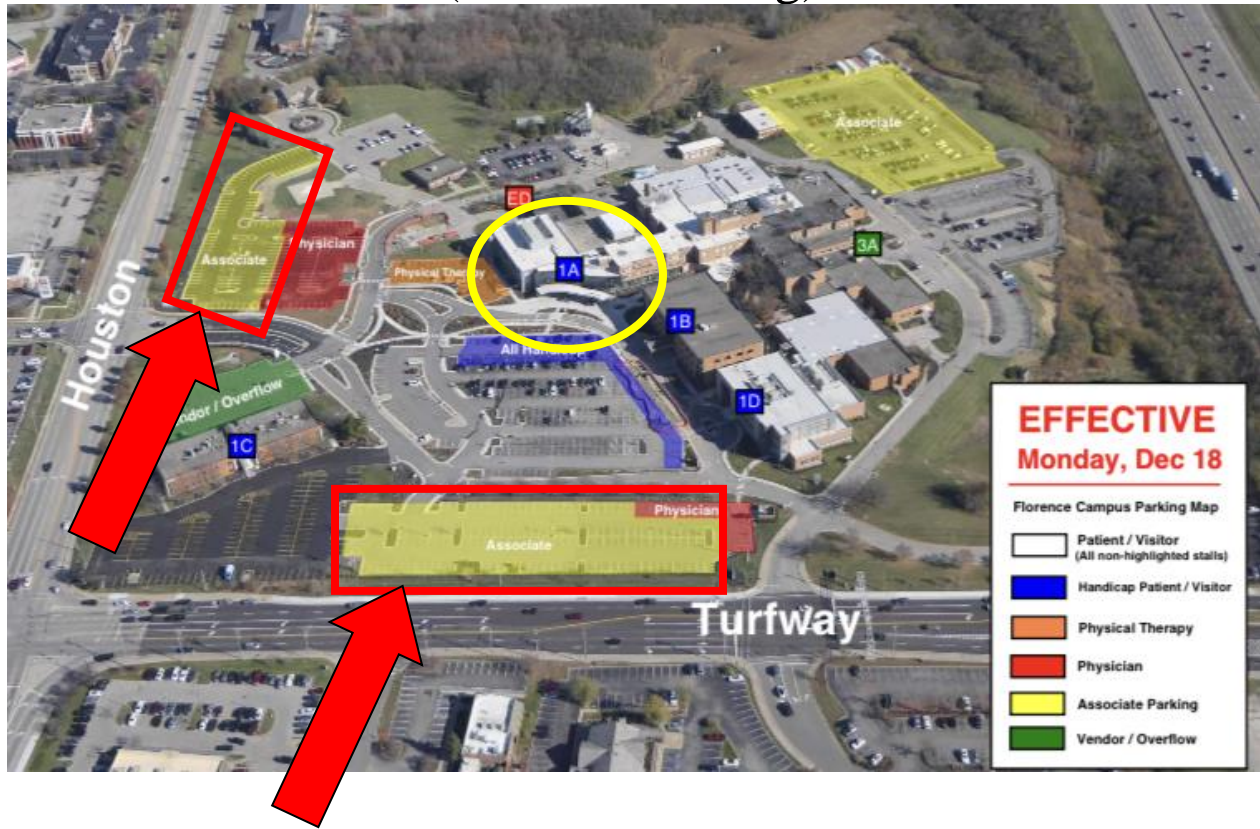 Associate
ED
Physician
3A
Associate
Physical Therapy
1A
Houston
1B
All Handicap
1D
Vendor / Overflow
1C
Physician
Associate
Turfway
EFFECTIVE
Monday, Dec 18
Florence Campus Parking Map
Patient / Visitor
(All non-highlighted stalls)
Handicap Patient / Visitor
Physical Therapy
Physician
Associate Parking
Vendor / Overflow